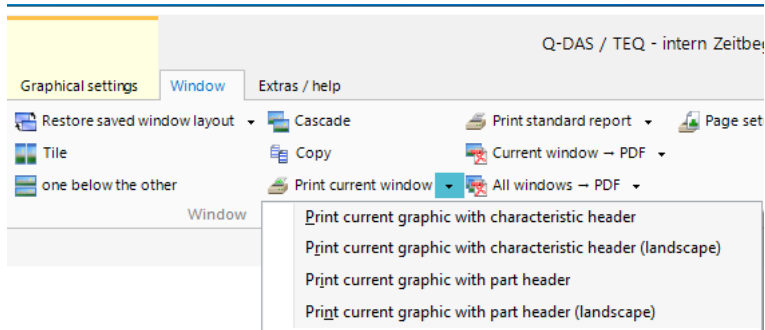 Q-DAS / TEQ - intern
Graphical settings Window Extras / help
Restore saved window layout Cascade Print standard report Page
Tile Copy Current window → PDF
one below the other Print current window All windows → PDF
Window
Print current graphic with characteristic header
Print current graphic with characteristic header (landscape)
Print current graphic with part header
Print current graphic with part header (landscape)